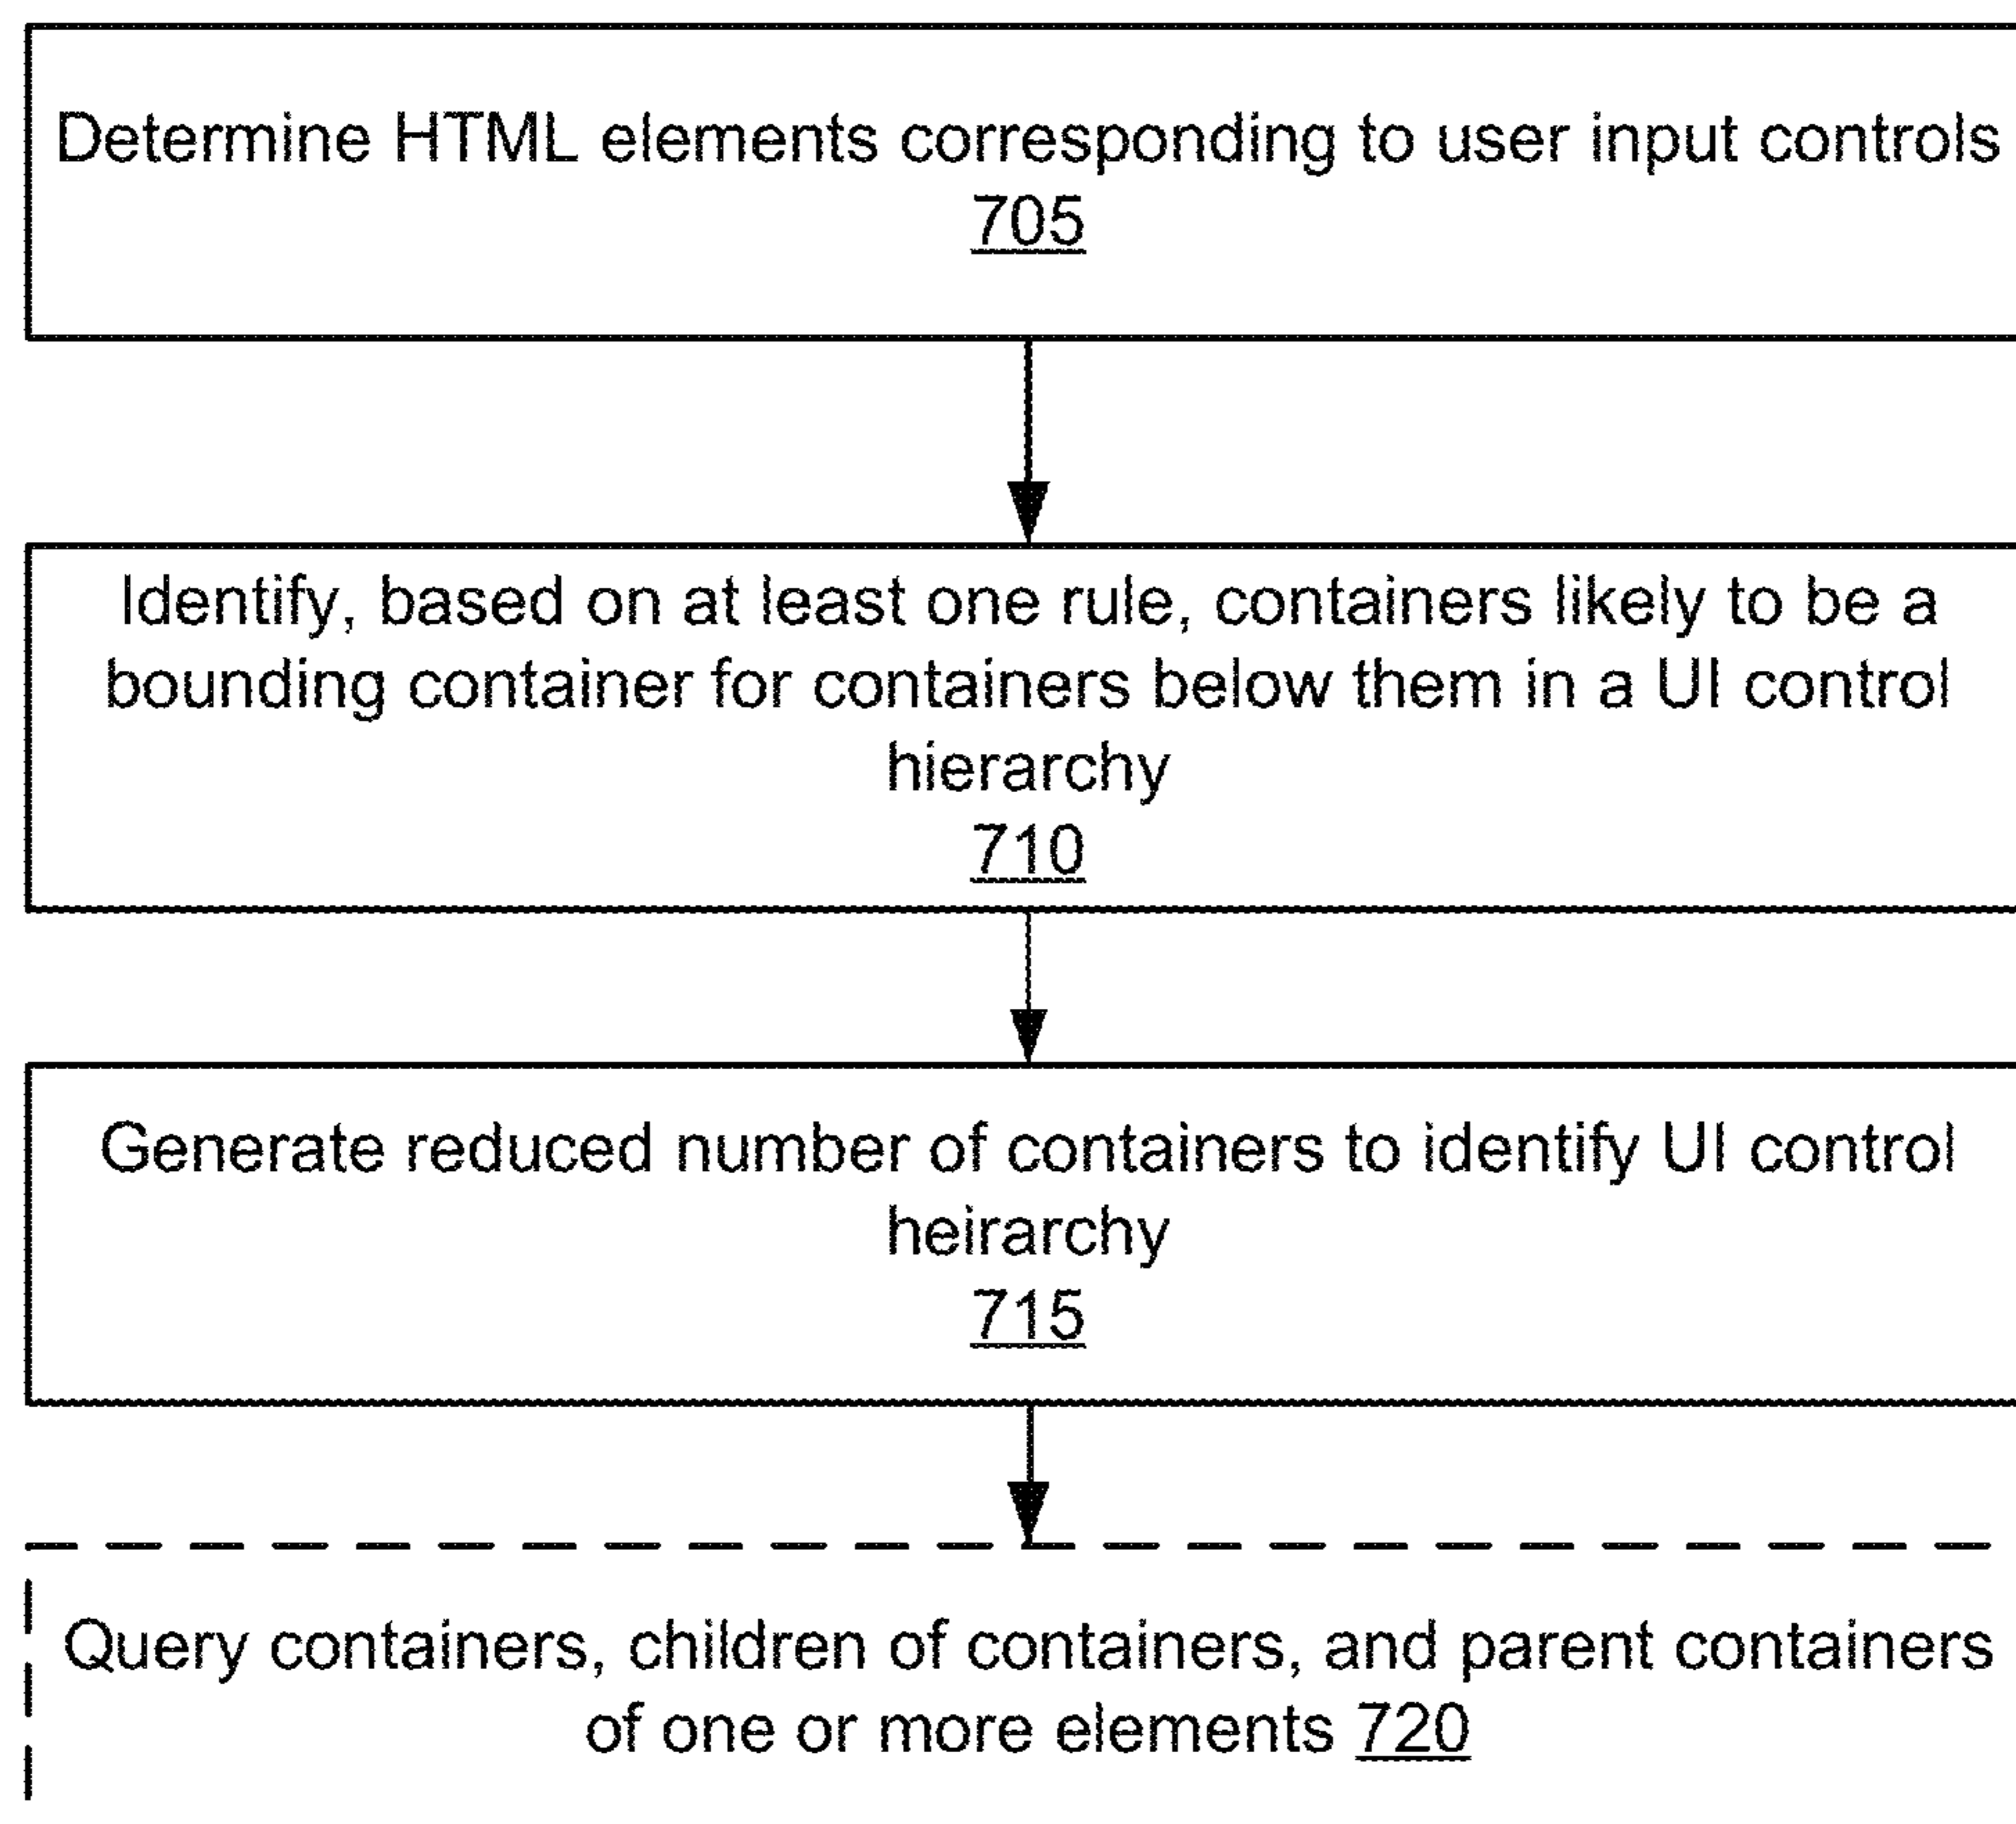 Determine HTML elements corresponding to user input controls
705
Identify, based on at least one rule, containers likely to be a
bounding container for containers below them in a UI control
hierarchy
710
Generate reduced number of containers to identify UI control
heirarchy
715
Query containers, children of containers, and parent containers
of one or more elements 720